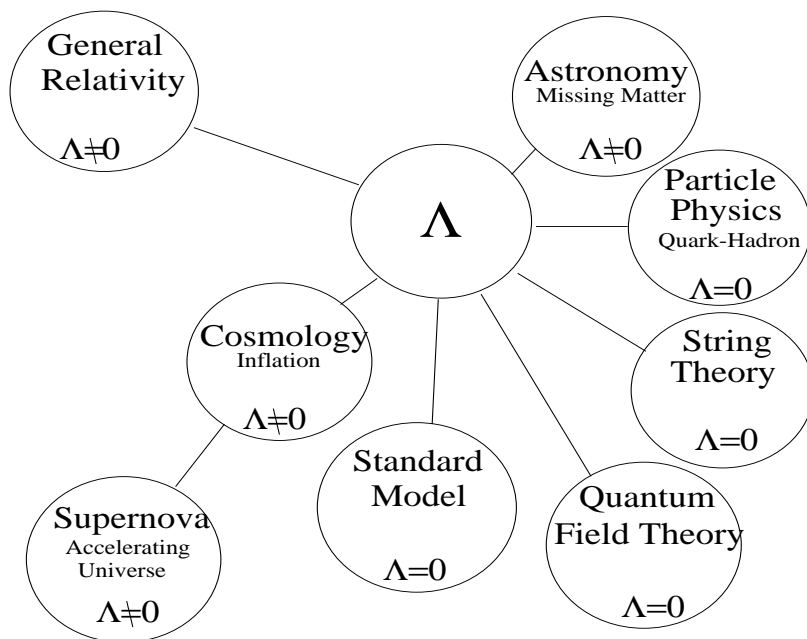 General
Relativity
Λ≠0
Astronomy
Missing Matter
Λ≠0
Λ
Particle
Physics
Quark-Hadron
Λ=0
Cosmology
Inflation
Λ≠0
String
Theory
Λ=0
Standard
Model
Λ=0
Quantum
Field Theory
Λ=0
Supernova
Accelerating
Universe
Λ≠0